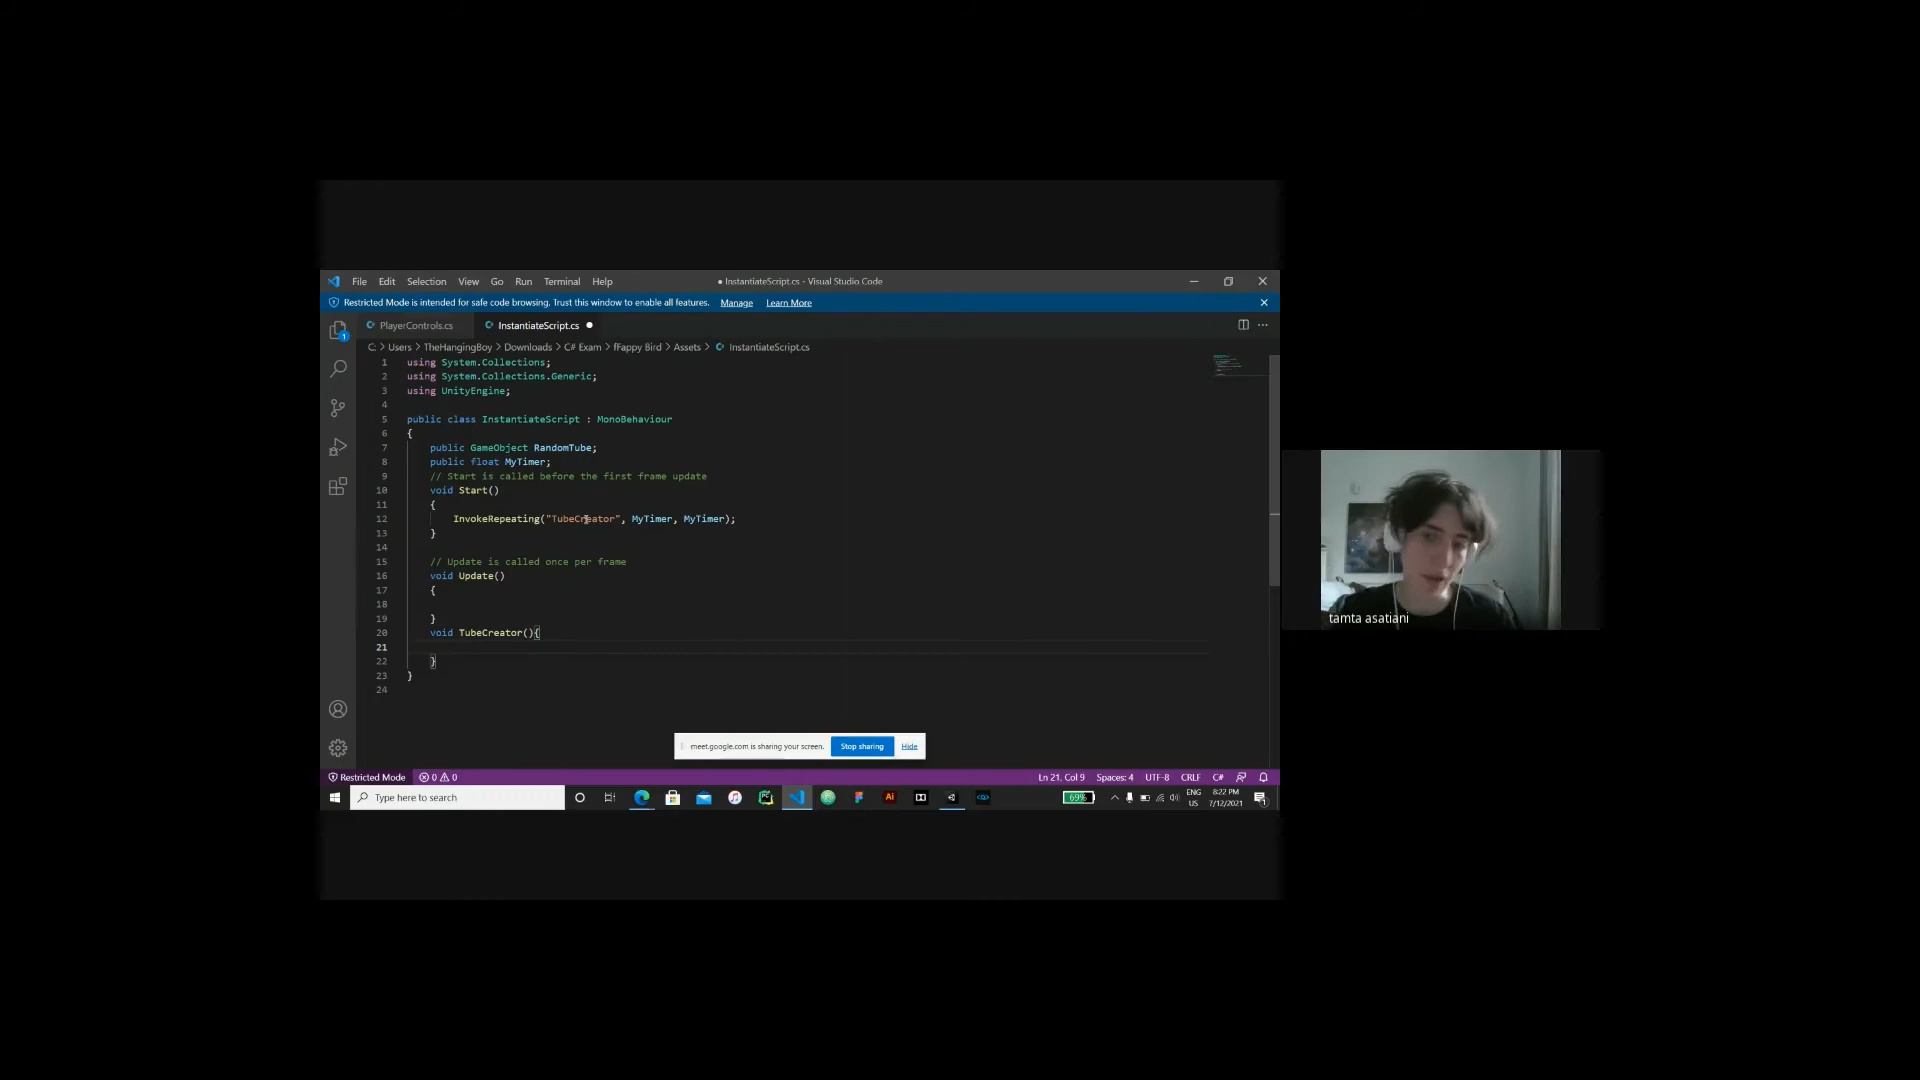 File Edit Selection View Go Run Terminal Help ● InstantiateScript.cs - Visual Studio Code
Restricted Mode is intended for safe code browsing. Trust this window to enable all features. Manage Learn More
PlayerControls.cs InstantiateScript.cs
C: > Users > TheHangingBoy > Downloads > C# Exam > fFappy Bird > Assets > InstantiateScript.cs
1 using System.Collections;
2 using System.Collections.Generic;
3 using UnityEngine;
4
5 public class InstantiateScript : MonoBehaviour
6 {
7 public GameObject RandomTube;
8 public float MyTimer;
9 // Start is called before the first frame update
10 void Start()
11 {
12 InvokeRepeating("TubeCreator", MyTimer, MyTimer);
13 }
14
15 // Update is called once per frame
16 void Update()
17 {
18
19 }
20 void TubeCreator(){
21
22 }
23 }
24
tamta asatiani
meet.google.com is sharing your screen. Stop sharing Hide
Restricted Mode 0 0 Ln 21, Col 9 Spaces: 4 UTF-8 CRLF C#
Type here to search
Ai
69%
ENG
US
8:22 PM
7/12/2021